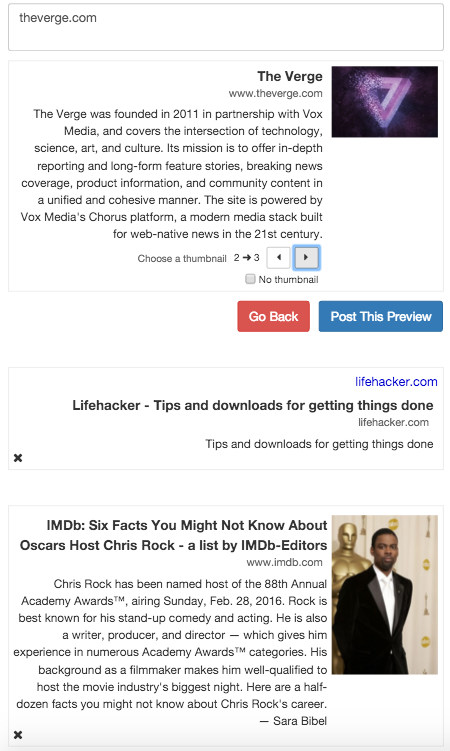 theverge.com
The Verge
www.theverge.com
The Verge was founded in 2011 in partnership with Vox
Media, and covers the intersection of technology,
science, art, and culture. Its mission is to offer in-depth
reporting and long-form feature stories, breaking news
coverage, product information, and community content in
a unified and cohesive manner. The site is powered by
Vox Media's Chorus platform, a modern media stack built
for web-native news in the 21st century.
Choose a thumbnail 2 ➜ 3
No thumbnail
Go Back Post This Preview
lifehacker.com
Lifehacker - Tips and downloads for getting things done
lifehacker.com
Tips and downloads for getting things done
IMDb: Six Facts You Might Not Know About
Oscars Host Chris Rock - a list by IMDb-Editors
www.imdb.com
Chris Rock has been named host of the 88th Annual
Academy Awards™, airing Sunday, Feb. 28, 2016. Rock is
best known for his stand-up comedy and acting. He is also
a writer, producer, and director — which gives him
experience in numerous Academy Awards™ categories. His
background as a filmmaker makes him well-qualified to
host the movie industry's biggest night. Here are a half-
dozen facts you might not know about Chris Rock's career.
— Sara Bibel